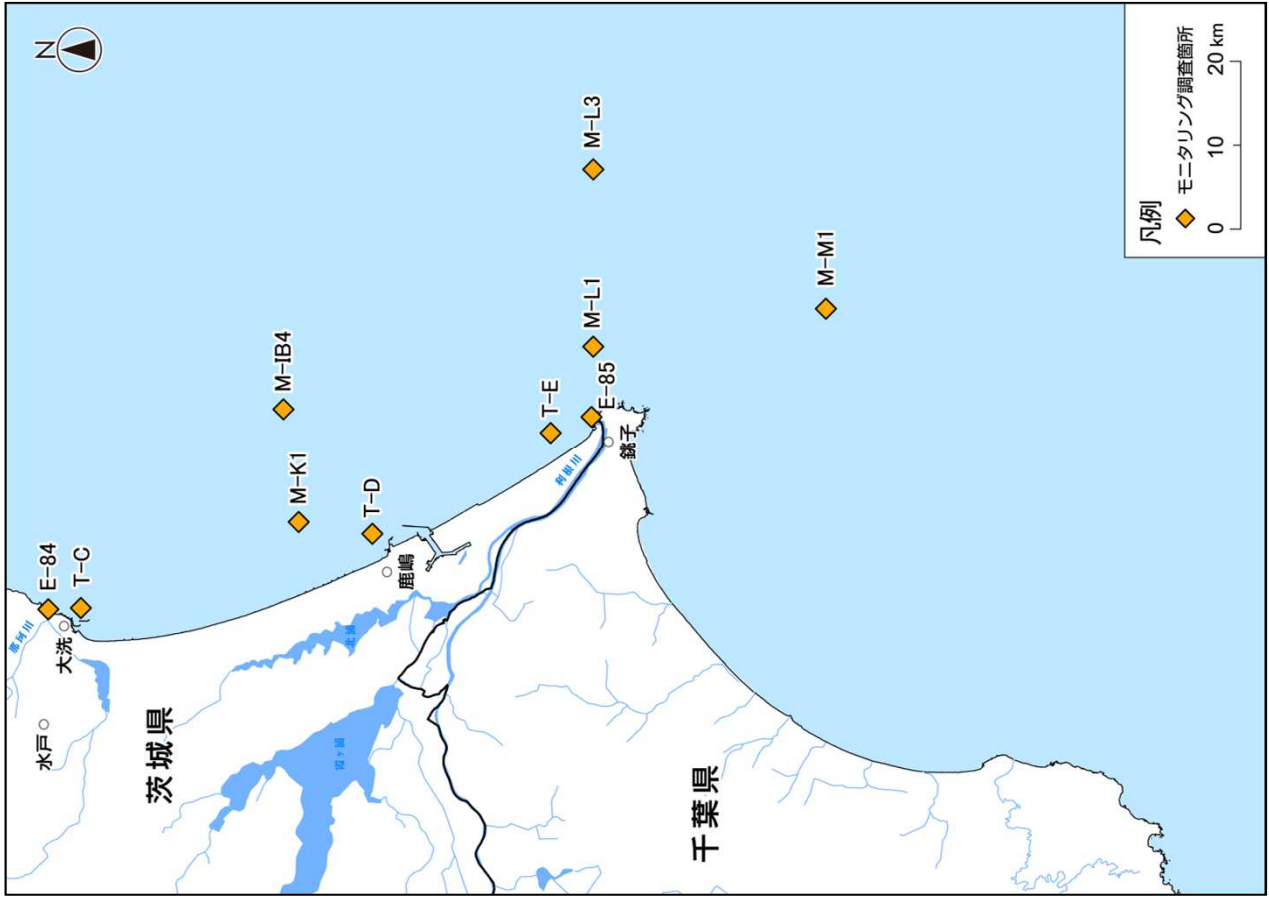 N
E-84
T-C
那珂川
大洗
水戸
M-IB4
M-K1
T-D
茨城県
鹿嶋
北浦
霞ヶ浦
T-E
M-L1
M-L3
E-85
利根川
銚子
千葉県
M-M1
凡例
モニタリング調査箇所
0 10 20 km